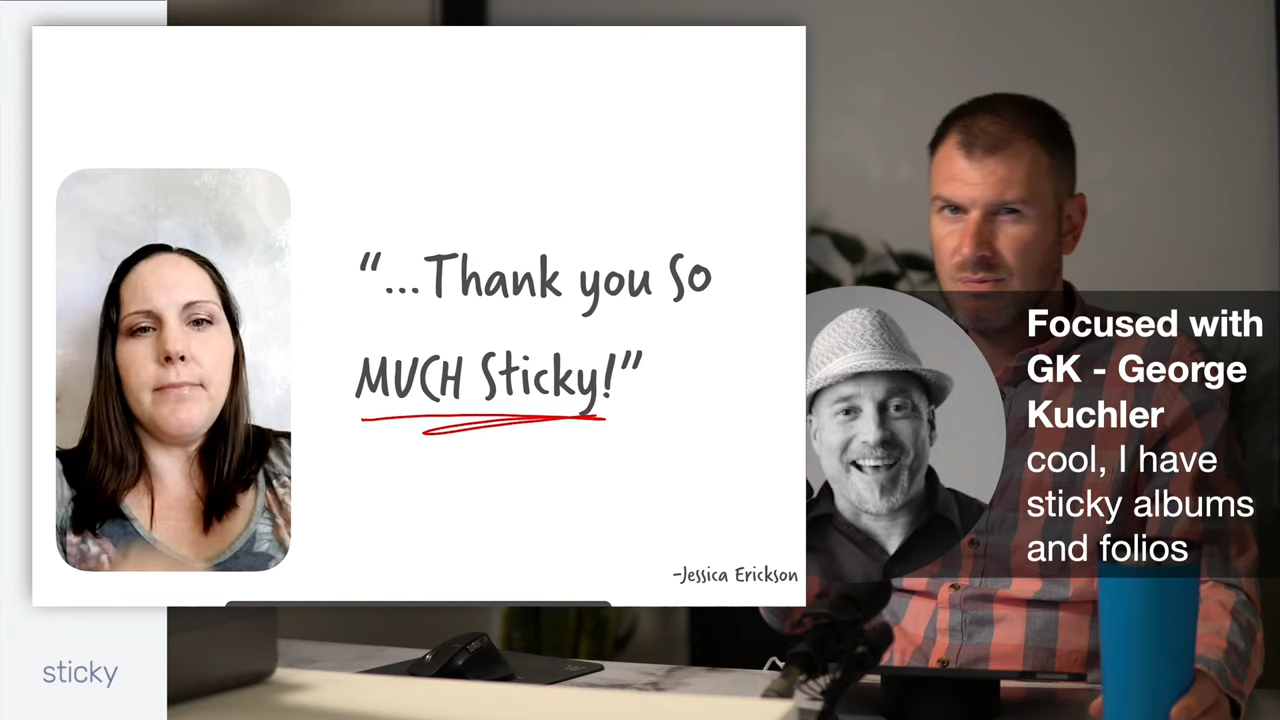 “...Thank you So
MUCH Sticky!”
-Jessica Erickson
sticky
Focused with
GK - George
Kuchler
cool, I have
sticky albums
and folios